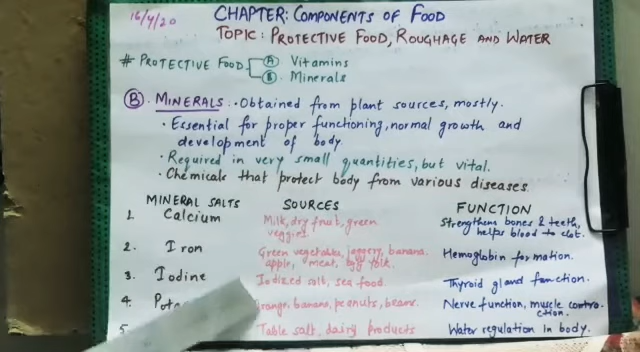 16/4/20
CHAPTER: COMPONENTS OF FOOD
TOPIC: PROTECTIVE FOOD, ROUGHAGE AND WATER
# PROTECTIVE FOOD
A Vitamins
B. Minerals
B. MINERALS: · Obtained from plant sources, mostly.
· Essential for proper functioning, normal growth and
development of body.
· Required in very small quantities, but vital.
· Chemicals that protect body from various diseases.
MINERAL SALTS SOURCES FUNCTION
1. Calcium Milk, dry fruit, green
veggies. Strengthens bones & teeth,
helps blood to clot.
2. Iron Green vegetables, jaggery, banana,
apple, meat, egg yolk. Hemoglobin formation.
3. Iodine Iodized salt, sea food. Thyroid gland function.
4. Orange, banana, peanuts, beans. Nerve function, muscle contra-
ction.
5 Table salt, dairy products Water regulation in body.